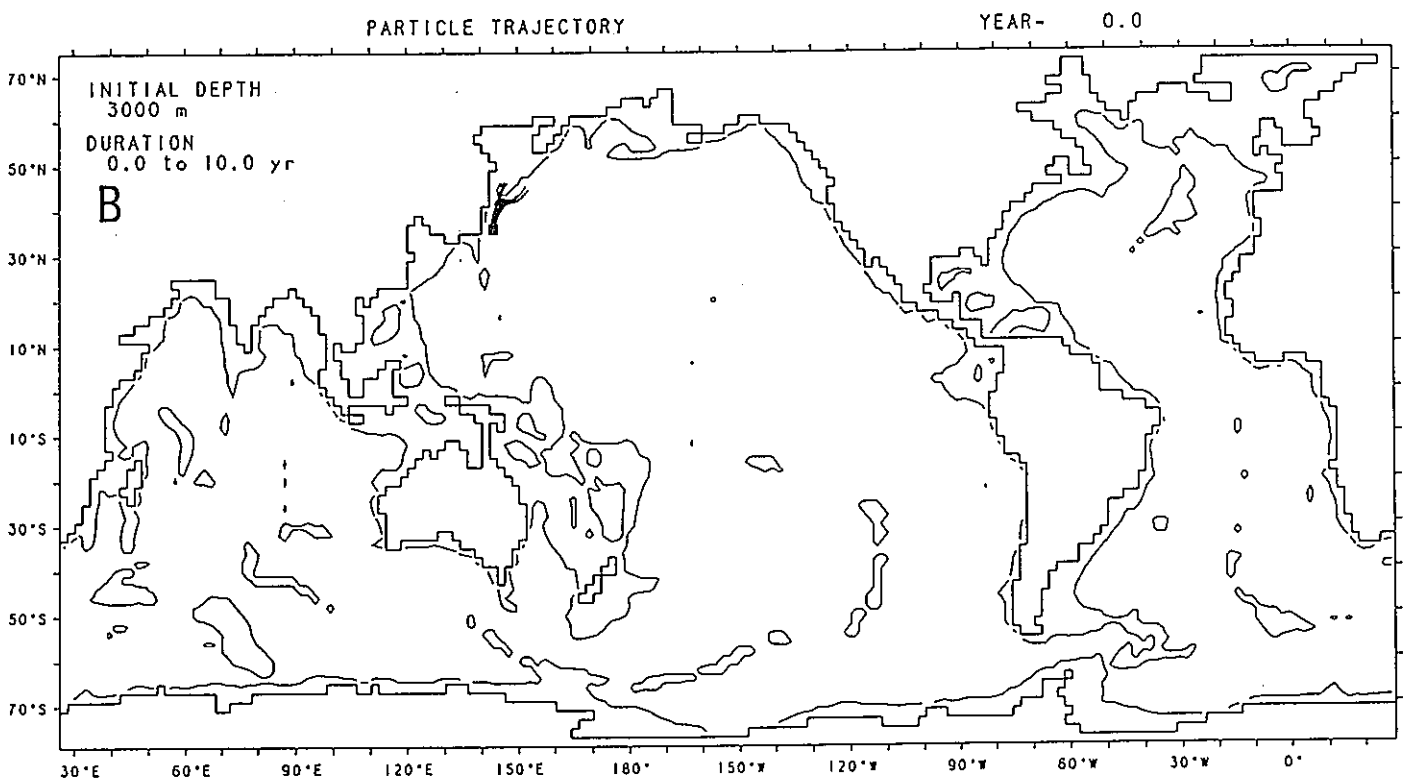 PARTICLE TRAJECTORY
YEAR- 0.0
INITIAL DEPTH
3000 m
DURATION
0.0 to 10.0 yr
B
70°N
50°N
30°N
10°N
10°S
30°S
50°S
70°S
30°E 60°E 90°E 120°E 150°E 180° 150°W 120°W 90°W 60°W 30°W 0°